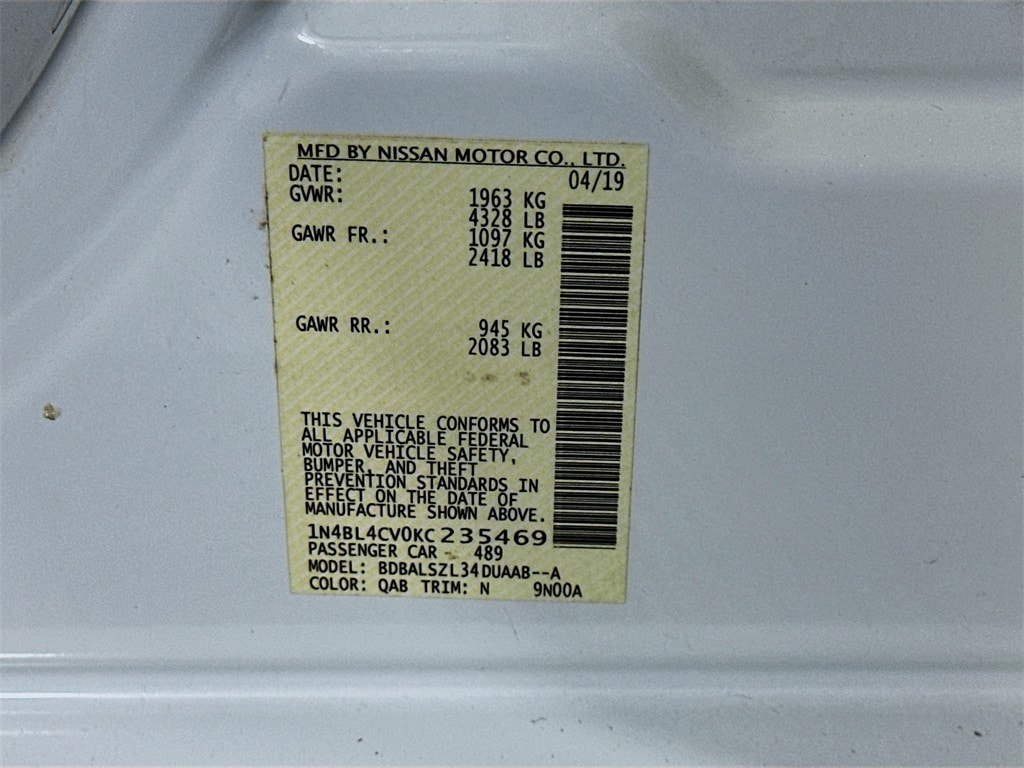 MFD BY NISSAN MOTOR CO., LTD.
DATE: 04/19
GVWR: 1963 KG
4328 LB
GAWR FR.: 1097 KG
2418 LB
GAWR RR.: 945 KG
2083 LB
THIS VEHICLE CONFORMS TO
ALL APPLICABLE FEDERAL
MOTOR VEHICLE SAFETY,
BUMPER, AND THEFT
PREVENTION STANDARDS IN
EFFECT ON THE DATE OF
MANUFACTURE SHOWN ABOVE.
1N4BL4CV0KC235469
PASSENGER CAR - 489
MODEL: BDBALSZL34DUAAB--A
COLOR: QAB TRIM: N 9N00A